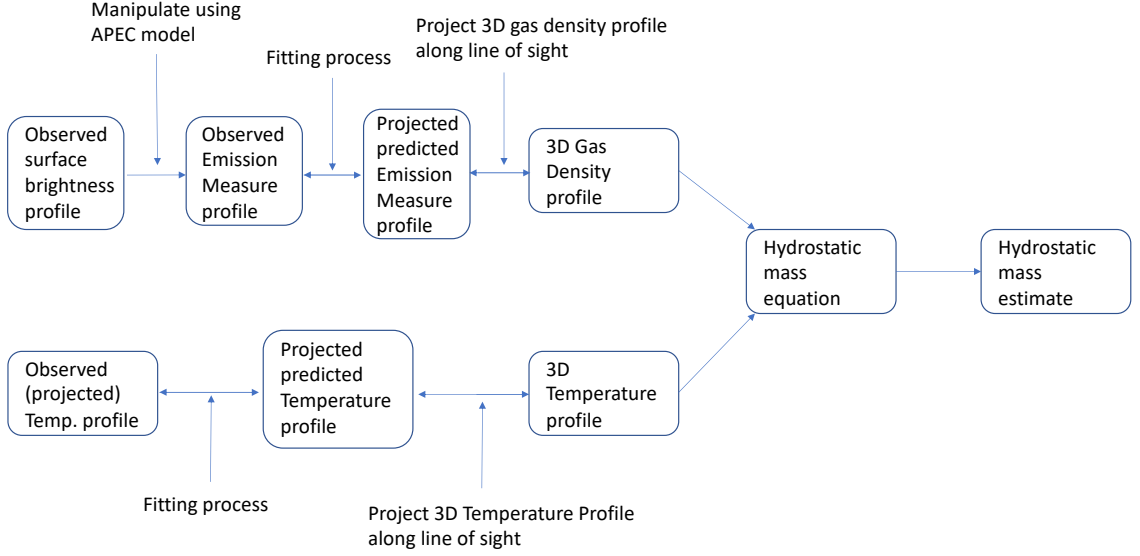 Manipulate using
APEC model
Fitting process
Project 3D gas density profile
along line of sight
Observed
surface
brightness
profile
Observed
Emission
Measure
profile
Projected
predicted
Emission
Measure
profile
3D Gas
Density
profile
Hydrostatic
mass
equation
Hydrostatic
mass
estimate
Observed
(projected)
Temp. profile
Projected
predicted
Temperature
profile
3D
Temperature
profile
Fitting process
Project 3D Temperature Profile
along line of sight